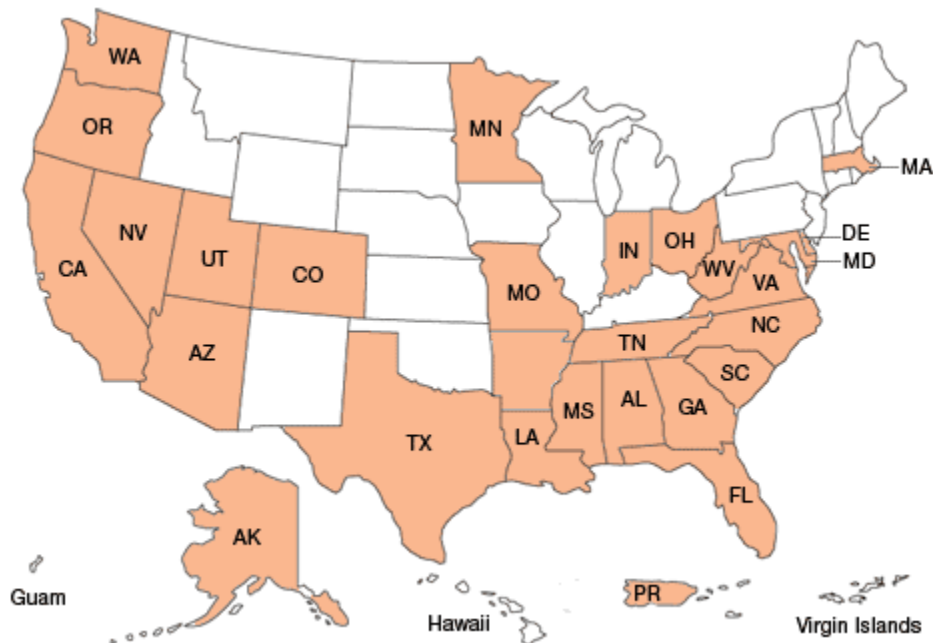 WA
OR
MN
MA
NV
UT
CO
CA
IN
OH
WV
DE
MD
VA
MO
AZ
TN
NC
SC
TX
LA
MS
AL
GA
FL
AK
PR
Guam
Hawaii
Virgin Islands